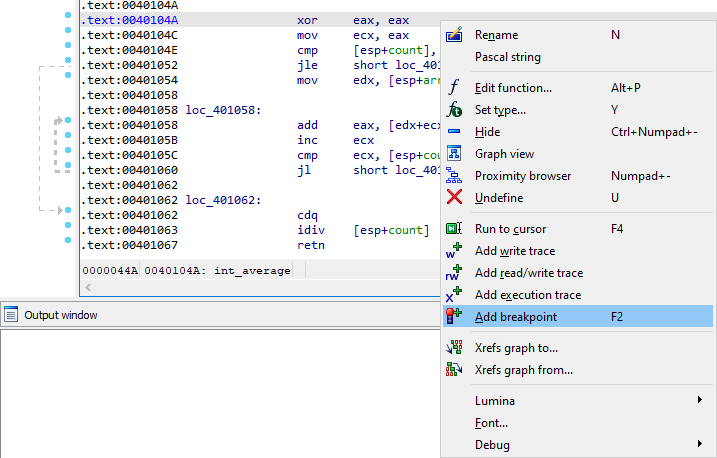 .text:0040104A
.text:0040104A xor eax, eax
.text:0040104C mov ecx, eax
.text:0040104E cmp [esp+count],
.text:00401052 jle short loc_401
.text:00401054 mov edx, [esp+arr
.text:00401058
.text:00401058 loc_401058:
.text:00401058 add eax, [edx+ecx
.text:0040105B inc ecx
.text:0040105C cmp ecx, [esp+cou
.text:00401060 jl short loc_401
.text:00401062
.text:00401062 loc_401062:
.text:00401062 cdq
.text:00401063 idiv [esp+count]
.text:00401067 retn
0000044A 0040104A: int_average
Output window
Rename N
Pascal string
Edit function... Alt+P
Set type... Y
Hide Ctrl+Numpad+-
Graph view
Proximity browser Numpad+-
Undefine U
Run to cursor F4
Add write trace
Add read/write trace
Add execution trace
Add breakpoint F2
Xrefs graph to...
Xrefs graph from...
Lumina
Font...
Debug